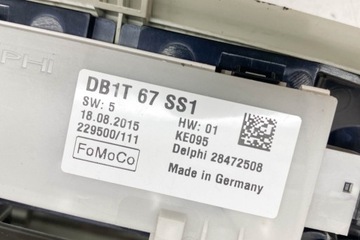 PHI
DB1T 67 SS1
SW: 5 HW: 01
18.08.2015 KE095
229500/111 Delphi 28472508
FoMoCo Made in Germany